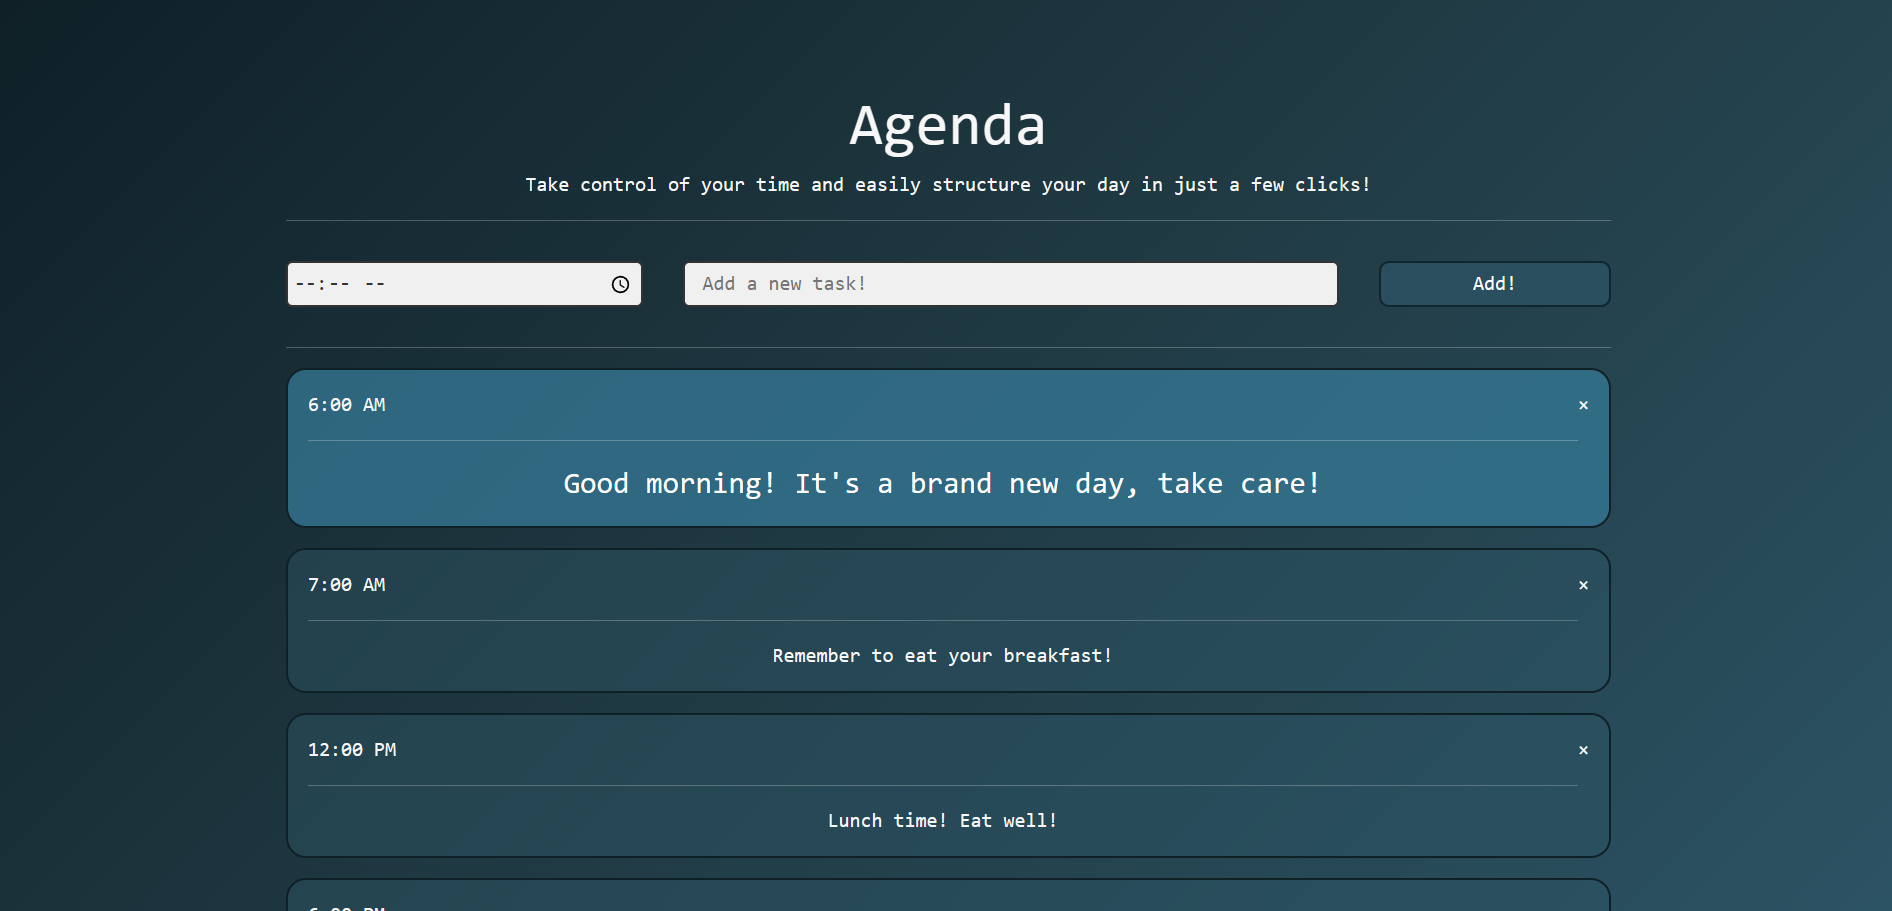 Agenda
Take control of your time and easily structure your day in just a few clicks!
--:-- --
Add a new task!
Add!
6:00 AM ×
Good morning! It's a brand new day, take care!
7:00 AM ×
Remember to eat your breakfast!
12:00 PM ×
Lunch time! Eat well!